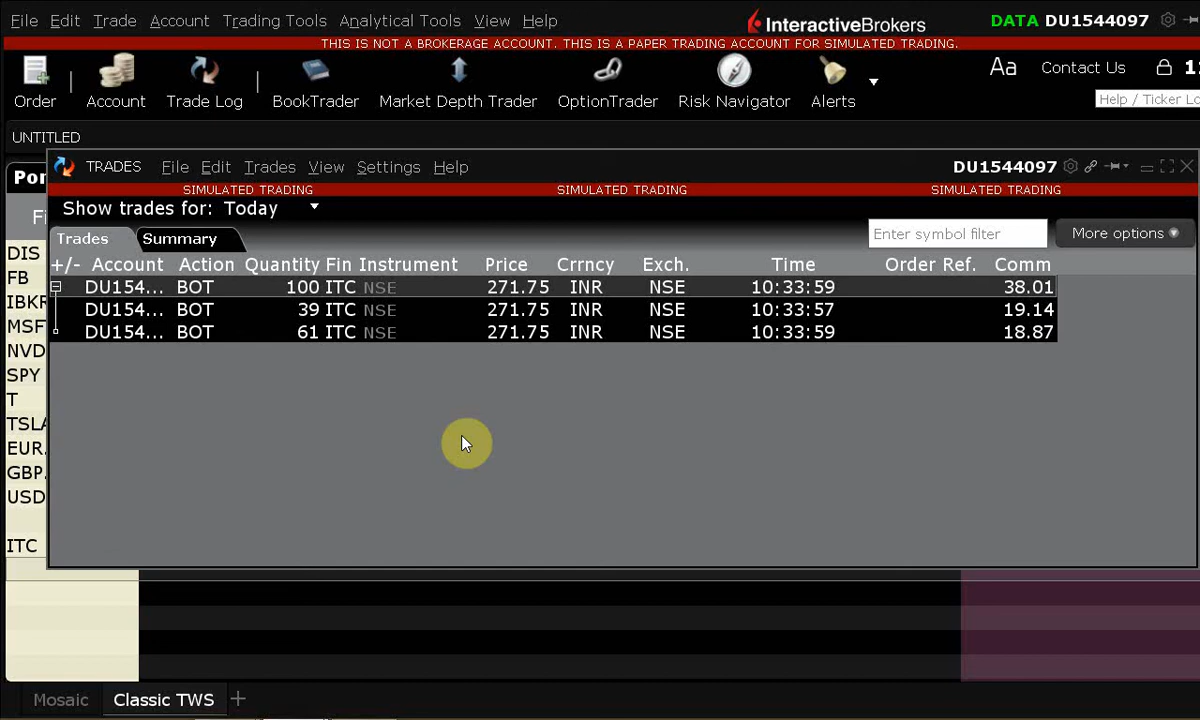 File Edit Trade Account Trading Tools Analytical Tools View Help InteractiveBrokers DATA DU1544097
THIS IS NOT A BROKERAGE ACCOUNT. THIS IS A PAPER TRADING ACCOUNT FOR SIMULATED TRADING.
Order Account Trade Log BookTrader Market Depth Trader OptionTrader Risk Navigator Alerts Aa Contact Us
Help / Ticker
UNTITLED
TRADES File Edit Trades View Settings Help DU1544097
SIMULATED TRADING SIMULATED TRADING SIMULATED TRADING
Show trades for: Today
Trades Summary Enter symbol filter More options
+/- Account Action Quantity Fin Instrument Price Crrncy Exch. Time Order Ref. Comm
DU154... BOT 100 ITC NSE 271.75 INR NSE 10:33:59 38.01
DU154... BOT 39 ITC NSE 271.75 INR NSE 10:33:57 19.14
DU154... BOT 61 ITC NSE 271.75 INR NSE 10:33:59 18.87
DIS
FB
IBKR
MSF
NVD
SPY
T
TSLA
EUR.
GBP.
USD
ITC
Mosaic Classic TWS +